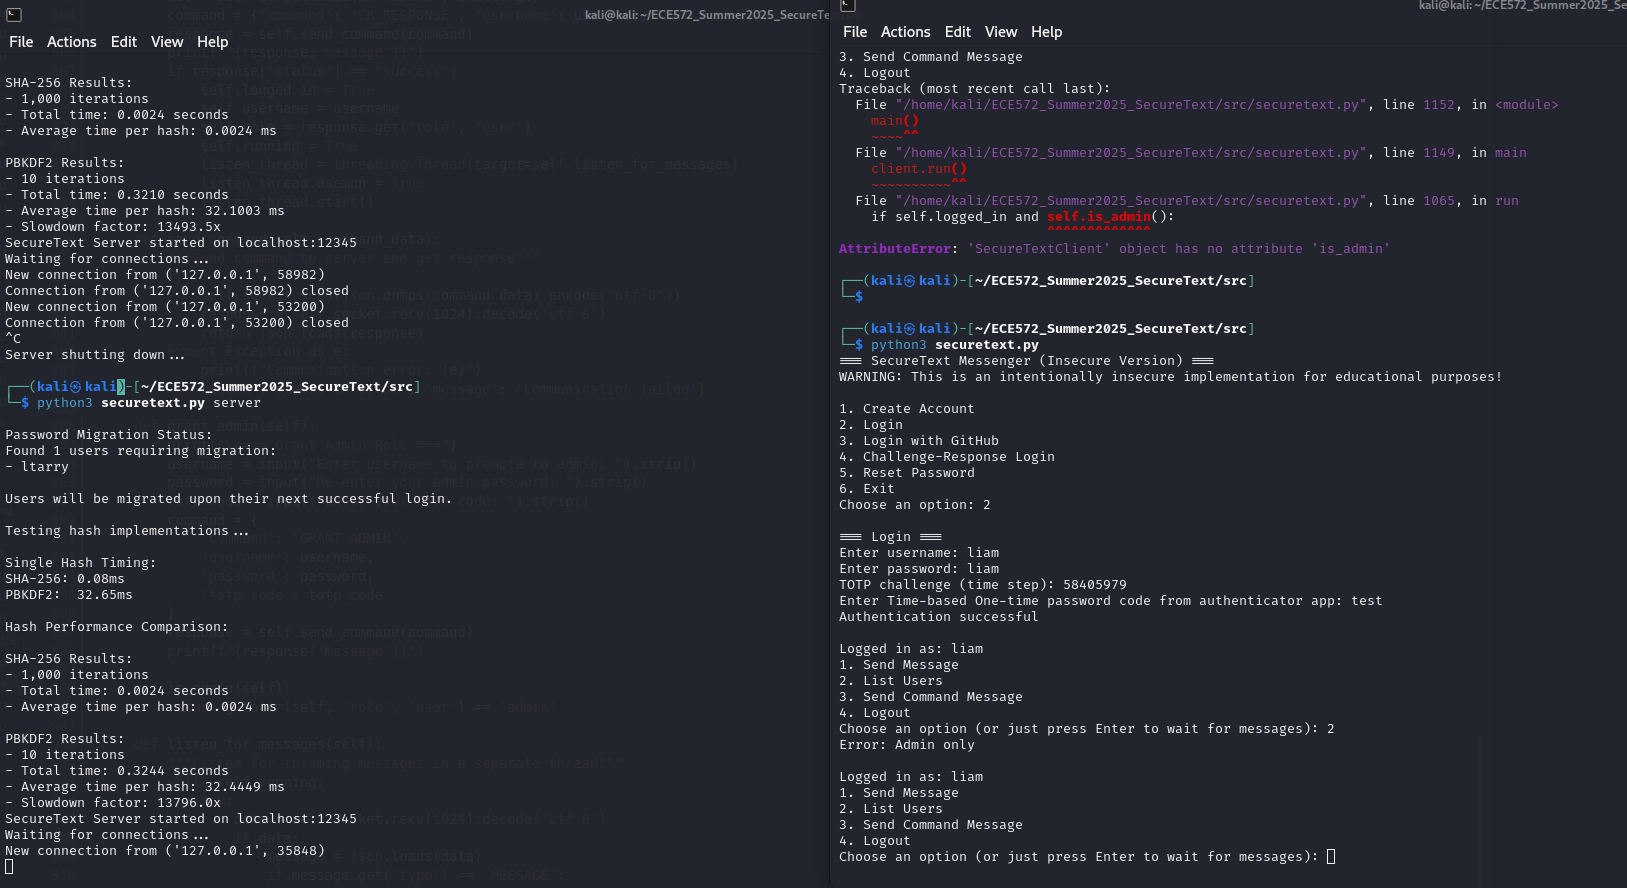 kali@kali: ~/ECE572_Summer2025_SecureTe
File Actions Edit View Help
SHA-256 Results:
- 1,000 iterations
- Total time: 0.0024 seconds
- Average time per hash: 0.0024 ms
PBKDF2 Results:
- 10 iterations
- Total time: 0.3210 seconds
- Average time per hash: 32.1003 ms
- Slowdown factor: 13493.5x
SecureText Server started on localhost:12345
Waiting for connections...
New connection from ('127.0.0.1', 58982)
Connection from ('127.0.0.1', 58982) closed
New connection from ('127.0.0.1', 53200)
Connection from ('127.0.0.1', 53200) closed
^C
Server shutting down...
┌──(kali㉿kali)-[~/ECE572_Summer2025_SecureText/src]
└─$ python3 securetext.py server
Password Migration Status:
Found 1 users requiring migration:
- ltarry
Users will be migrated upon their next successful login.
Testing hash implementations...
Single Hash Timing:
SHA-256: 0.08ms
PBKDF2:  32.65ms
Hash Performance Comparison:
SHA-256 Results:
- 1,000 iterations
- Total time: 0.0024 seconds
- Average time per hash: 0.0024 ms
PBKDF2 Results:
- 10 iterations
- Total time: 0.3244 seconds
- Average time per hash: 32.4449 ms
- Slowdown factor: 13796.0x
SecureText Server started on localhost:12345
Waiting for connections...
New connection from ('127.0.0.1', 35848)
kali@kali: ~/ECE572_Summer2025_Se
File Actions Edit View Help
3. Send Command Message
4. Logout
Traceback (most recent call last):
File "/home/kali/ECE572_Summer2025_SecureText/src/securetext.py", line 1152, in <module>
main()
~~~~^^
File "/home/kali/ECE572_Summer2025_SecureText/src/securetext.py", line 1149, in main
client.run()
~~~~~~~~~~^^
File "/home/kali/ECE572_Summer2025_SecureText/src/securetext.py", line 1065, in run
if self.logged_in and self.is_admin():
^^^^^^^^^^^^^
AttributeError: 'SecureTextClient' object has no attribute 'is_admin'
┌──(kali㉿kali)-[~/ECE572_Summer2025_SecureText/src]
└─$
┌──(kali㉿kali)-[~/ECE572_Summer2025_SecureText/src]
└─$ python3 securetext.py
=== SecureText Messenger (Insecure Version) ===
WARNING: This is an intentionally insecure implementation for educational purposes!
1. Create Account
2. Login
3. Login with GitHub
4. Challenge-Response Login
5. Reset Password
6. Exit
Choose an option: 2
=== Login ===
Enter username: liam
Enter password: liam
TOTP challenge (time step): 58405979
Enter Time-based One-time password code from authenticator app: test
Authentication successful
Logged in as: liam
1. Send Message
2. List Users
3. Send Command Message
4. Logout
Choose an option (or just press Enter to wait for messages): 2
Error: Admin only
Logged in as: liam
1. Send Message
2. List Users
3. Send Command Message
4. Logout
Choose an option (or just press Enter to wait for messages):